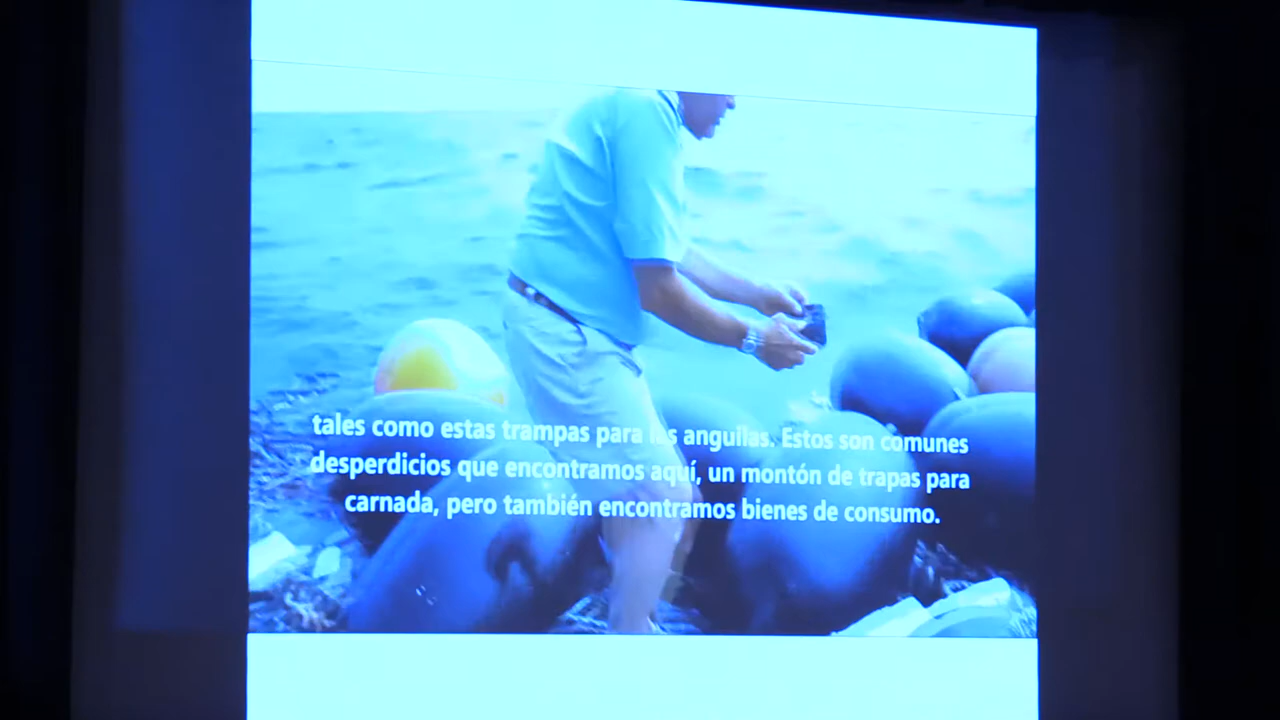 tales como estas trampas para las anguilas. Estos son comunes
desperdicios que encontramos aquí, un montón de trapas para
carnada, pero también encontramos bienes de consumo.